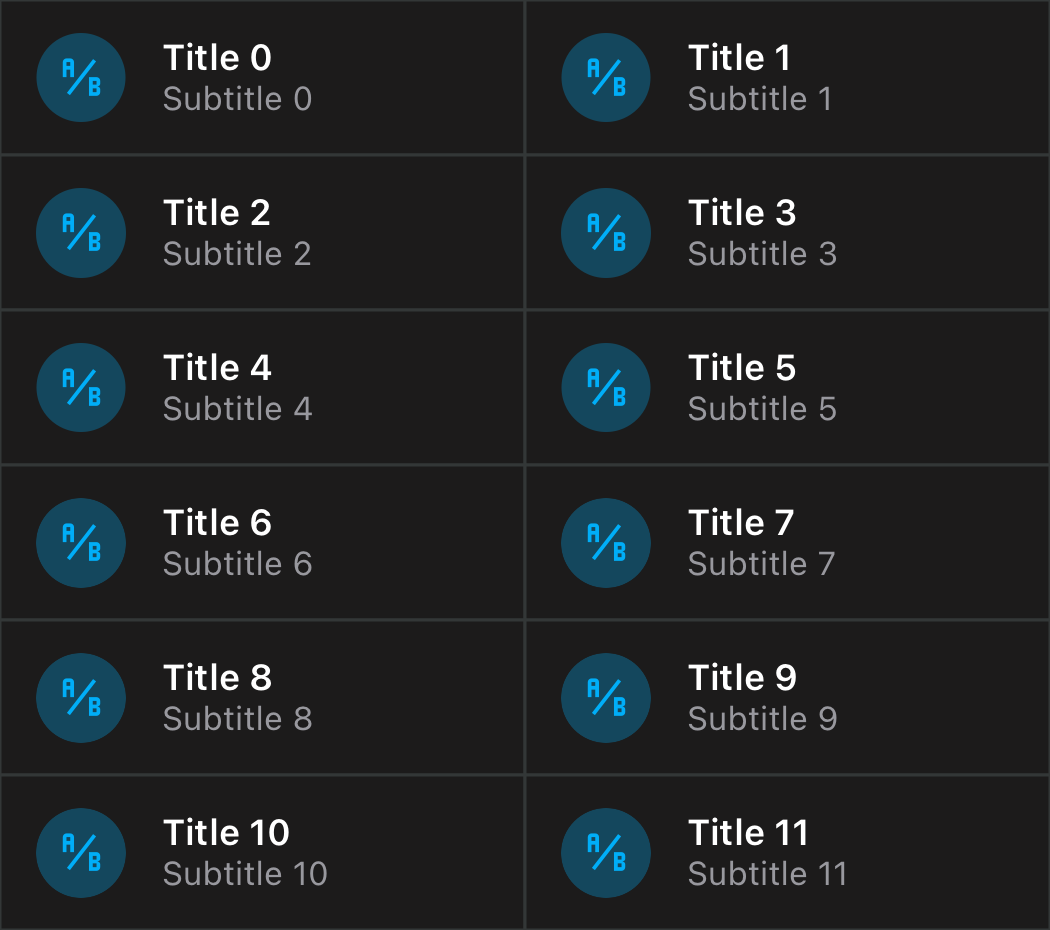 A/B
Title 0
Subtitle 0
A/B
Title 1
Subtitle 1
A/B
Title 2
Subtitle 2
A/B
Title 3
Subtitle 3
A/B
Title 4
Subtitle 4
A/B
Title 5
Subtitle 5
A/B
Title 6
Subtitle 6
A/B
Title 7
Subtitle 7
A/B
Title 8
Subtitle 8
A/B
Title 9
Subtitle 9
A/B
Title 10
Subtitle 10
A/B
Title 11
Subtitle 11